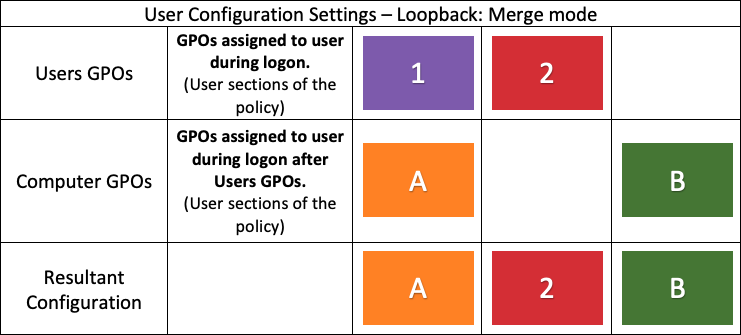 User Configuration Settings – Loopback: Merge mode
Users GPOs
GPOs assigned to user
during logon.
(User sections of the
policy)
1
2
Computer GPOs
GPOs assigned to user
during logon after
Users GPOs.
(User sections of the
policy)
A
B
Resultant
Configuration
A
2
B